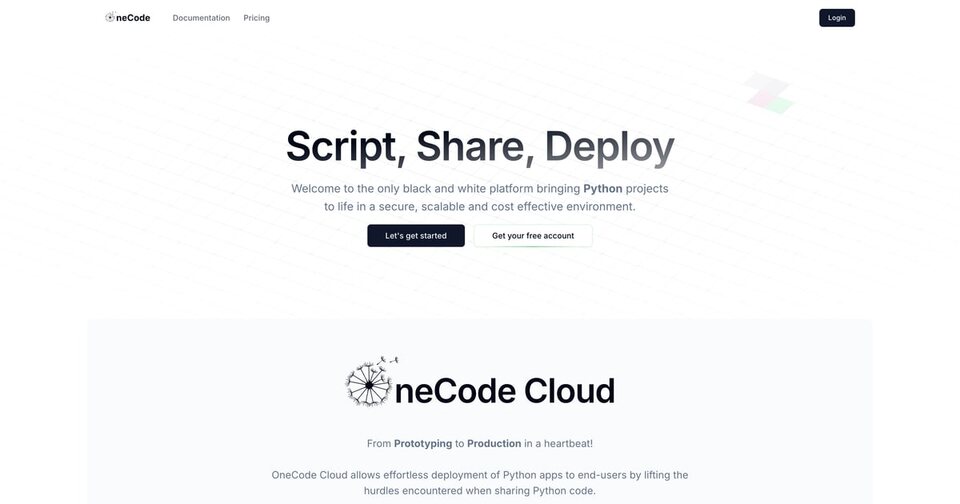 neCode
Documentation
Pricing
Login
Script, Share, Deploy
Welcome to the only black and white platform bringing Python projects
to life in a secure, scalable and cost effective environment.
Let's get started
Get your free account
neCode Cloud
From Prototyping to Production in a heartbeat!
OneCode Cloud allows effortless deployment of Python apps to end-users by lifting the
hurdles encountered when sharing Python code.